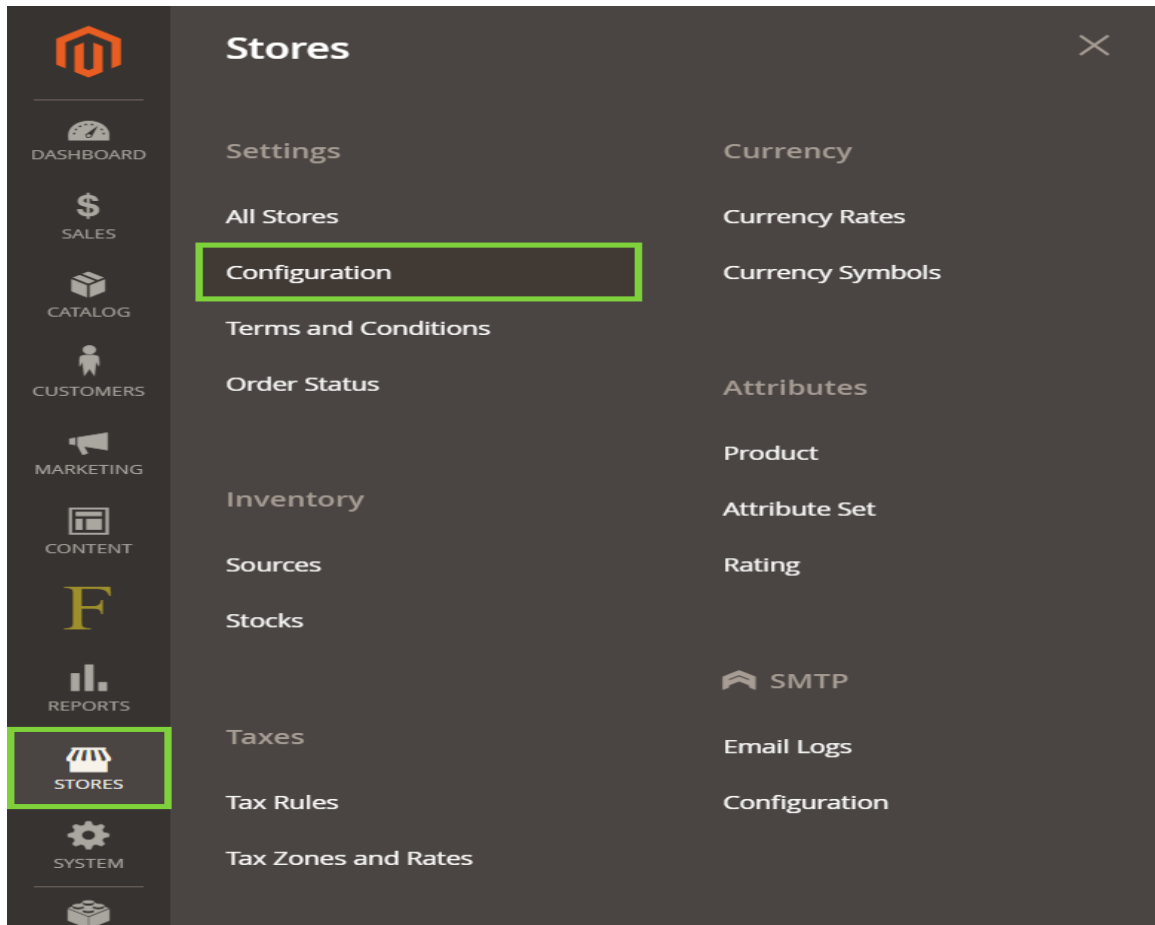 DASHBOARD
SALES
CATALOG
CUSTOMERS
MARKETING
CONTENT
F
REPORTS
STORES
SYSTEM
Stores
Settings
All Stores
Configuration
Terms and Conditions
Order Status
Inventory
Sources
Stocks
Taxes
Tax Rules
Tax Zones and Rates
Currency
Currency Rates
Currency Symbols
Attributes
Product
Attribute Set
Rating
SMTP
Email Logs
Configuration